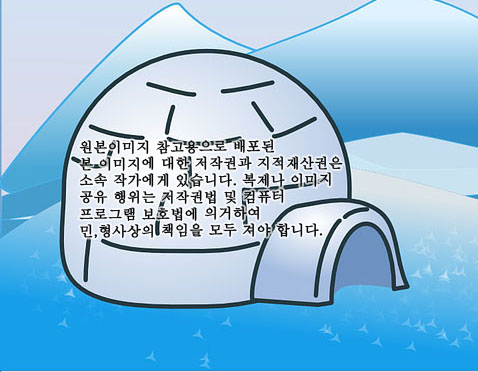 원본이미지 참고용으로 배포된
본 이미지에 대한 저작권과 지적재산권은
소속 작가에게 있습니다. 복제나 이미지
공유 행위는 저작권법 및 컴퓨터
프로그램 보호법에 의거하여
민,형사상의 책임을 모두 져야 합니다.